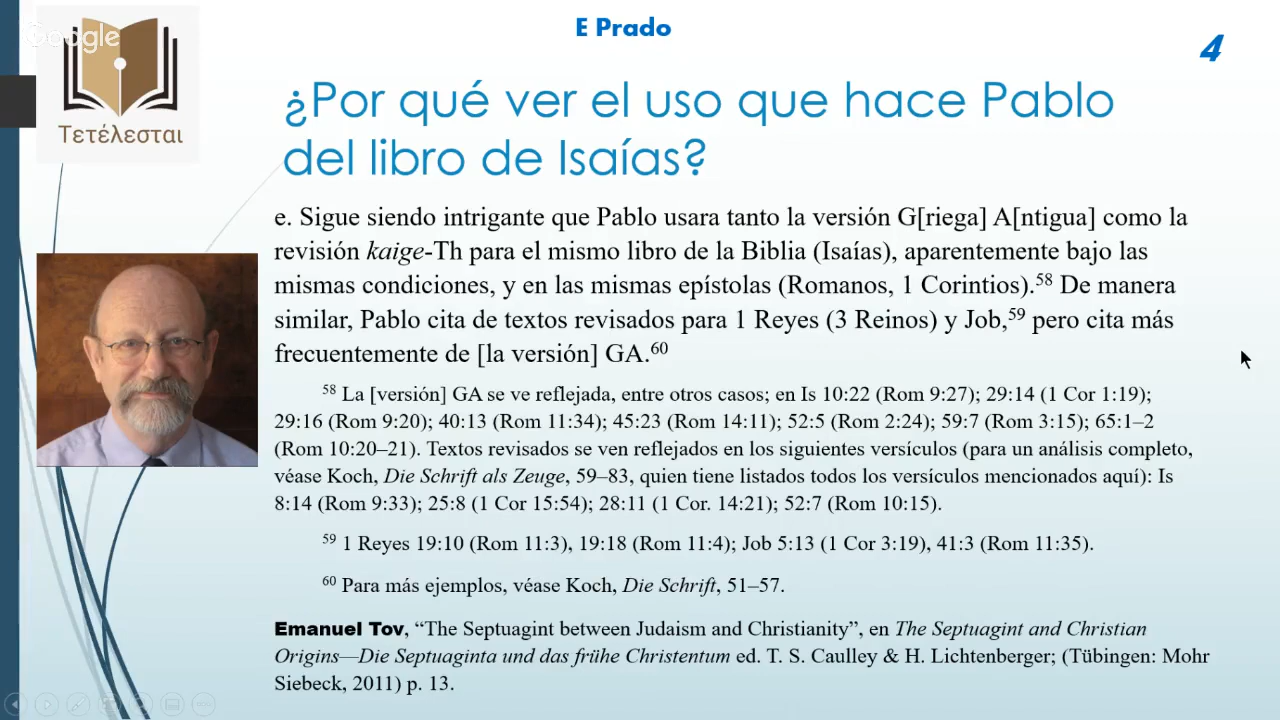 Google
E Prado
4
Τετέλεσται
¿Por qué ver el uso que hace Pablo
del libro de Isaías?
e. Sigue siendo intrigante que Pablo usara tanto la versión G[riega] A[ntigua] como la
revisión kaige-Th para el mismo libro de la Biblia (Isaías), aparentemente bajo las
mismas condiciones, y en las mismas epístolas (Romanos, 1 Corintios).⁵⁸ De manera
similar, Pablo cita de textos revisados para 1 Reyes (3 Reinos) y Job,⁵⁹ pero cita más
frecuentemente de [la versión] GA.⁶⁰
⁵⁸ La [versión] GA se ve reflejada, entre otros casos; en Is 10:22 (Rom 9:27); 29:14 (1 Cor 1:19);
29:16 (Rom 9:20); 40:13 (Rom 11:34); 45:23 (Rom 14:11); 52:5 (Rom 2:24); 59:7 (Rom 3:15); 65:1–2
(Rom 10:20–21). Textos revisados se ven reflejados en los siguientes versículos (para un análisis completo,
véase Koch, Die Schrift als Zeuge, 59–83, quien tiene listados todos los versículos mencionados aquí): Is
8:14 (Rom 9:33); 25:8 (1 Cor 15:54); 28:11 (1 Cor. 14:21); 52:7 (Rom 10:15).
⁵⁹ 1 Reyes 19:10 (Rom 11:3), 19:18 (Rom 11:4); Job 5:13 (1 Cor 3:19), 41:3 (Rom 11:35).
⁶⁰ Para más ejemplos, véase Koch, Die Schrift, 51–57.
Emanuel Tov, “The Septuagint between Judaism and Christianity”, en The Septuagint and Christian
Origins—Die Septuaginta und das frühe Christentum ed. T. S. Caulley & H. Lichtenberger; (Tübingen: Mohr
Siebeck, 2011) p. 13.